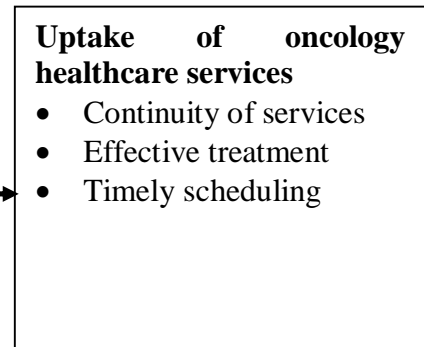 Uptake of oncology
healthcare services
• Continuity of services
• Effective treatment
• Timely scheduling